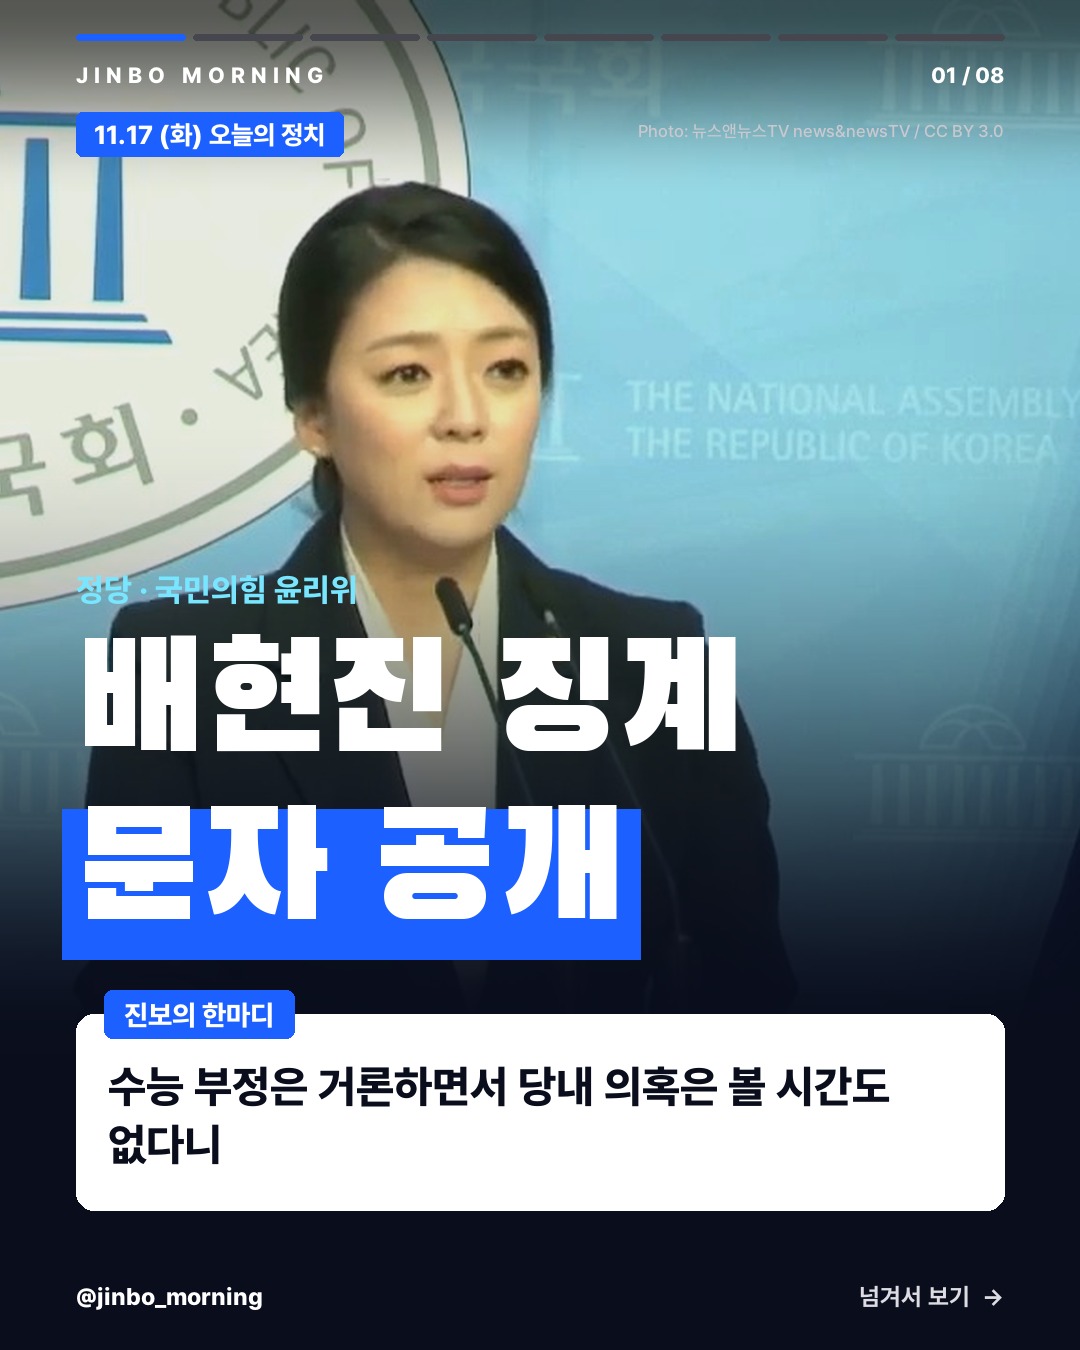 JINBO MORNING
01 / 08
11.17 (화) 오늘의 정치
Photo: 뉴스앤뉴스TV news&newsTV / CC BY 3.0
국회
THE NATIONAL ASSEMBLY
THE REPUBLIC OF KOREA
국회 •
정당 · 국민의힘 윤리위
배현진 징계
문자 공개
진보의 한마디
수능 부정은 거론하면서 당내 의혹은 볼 시간도
없다니
@jinbo_morning
넘겨서 보기 →